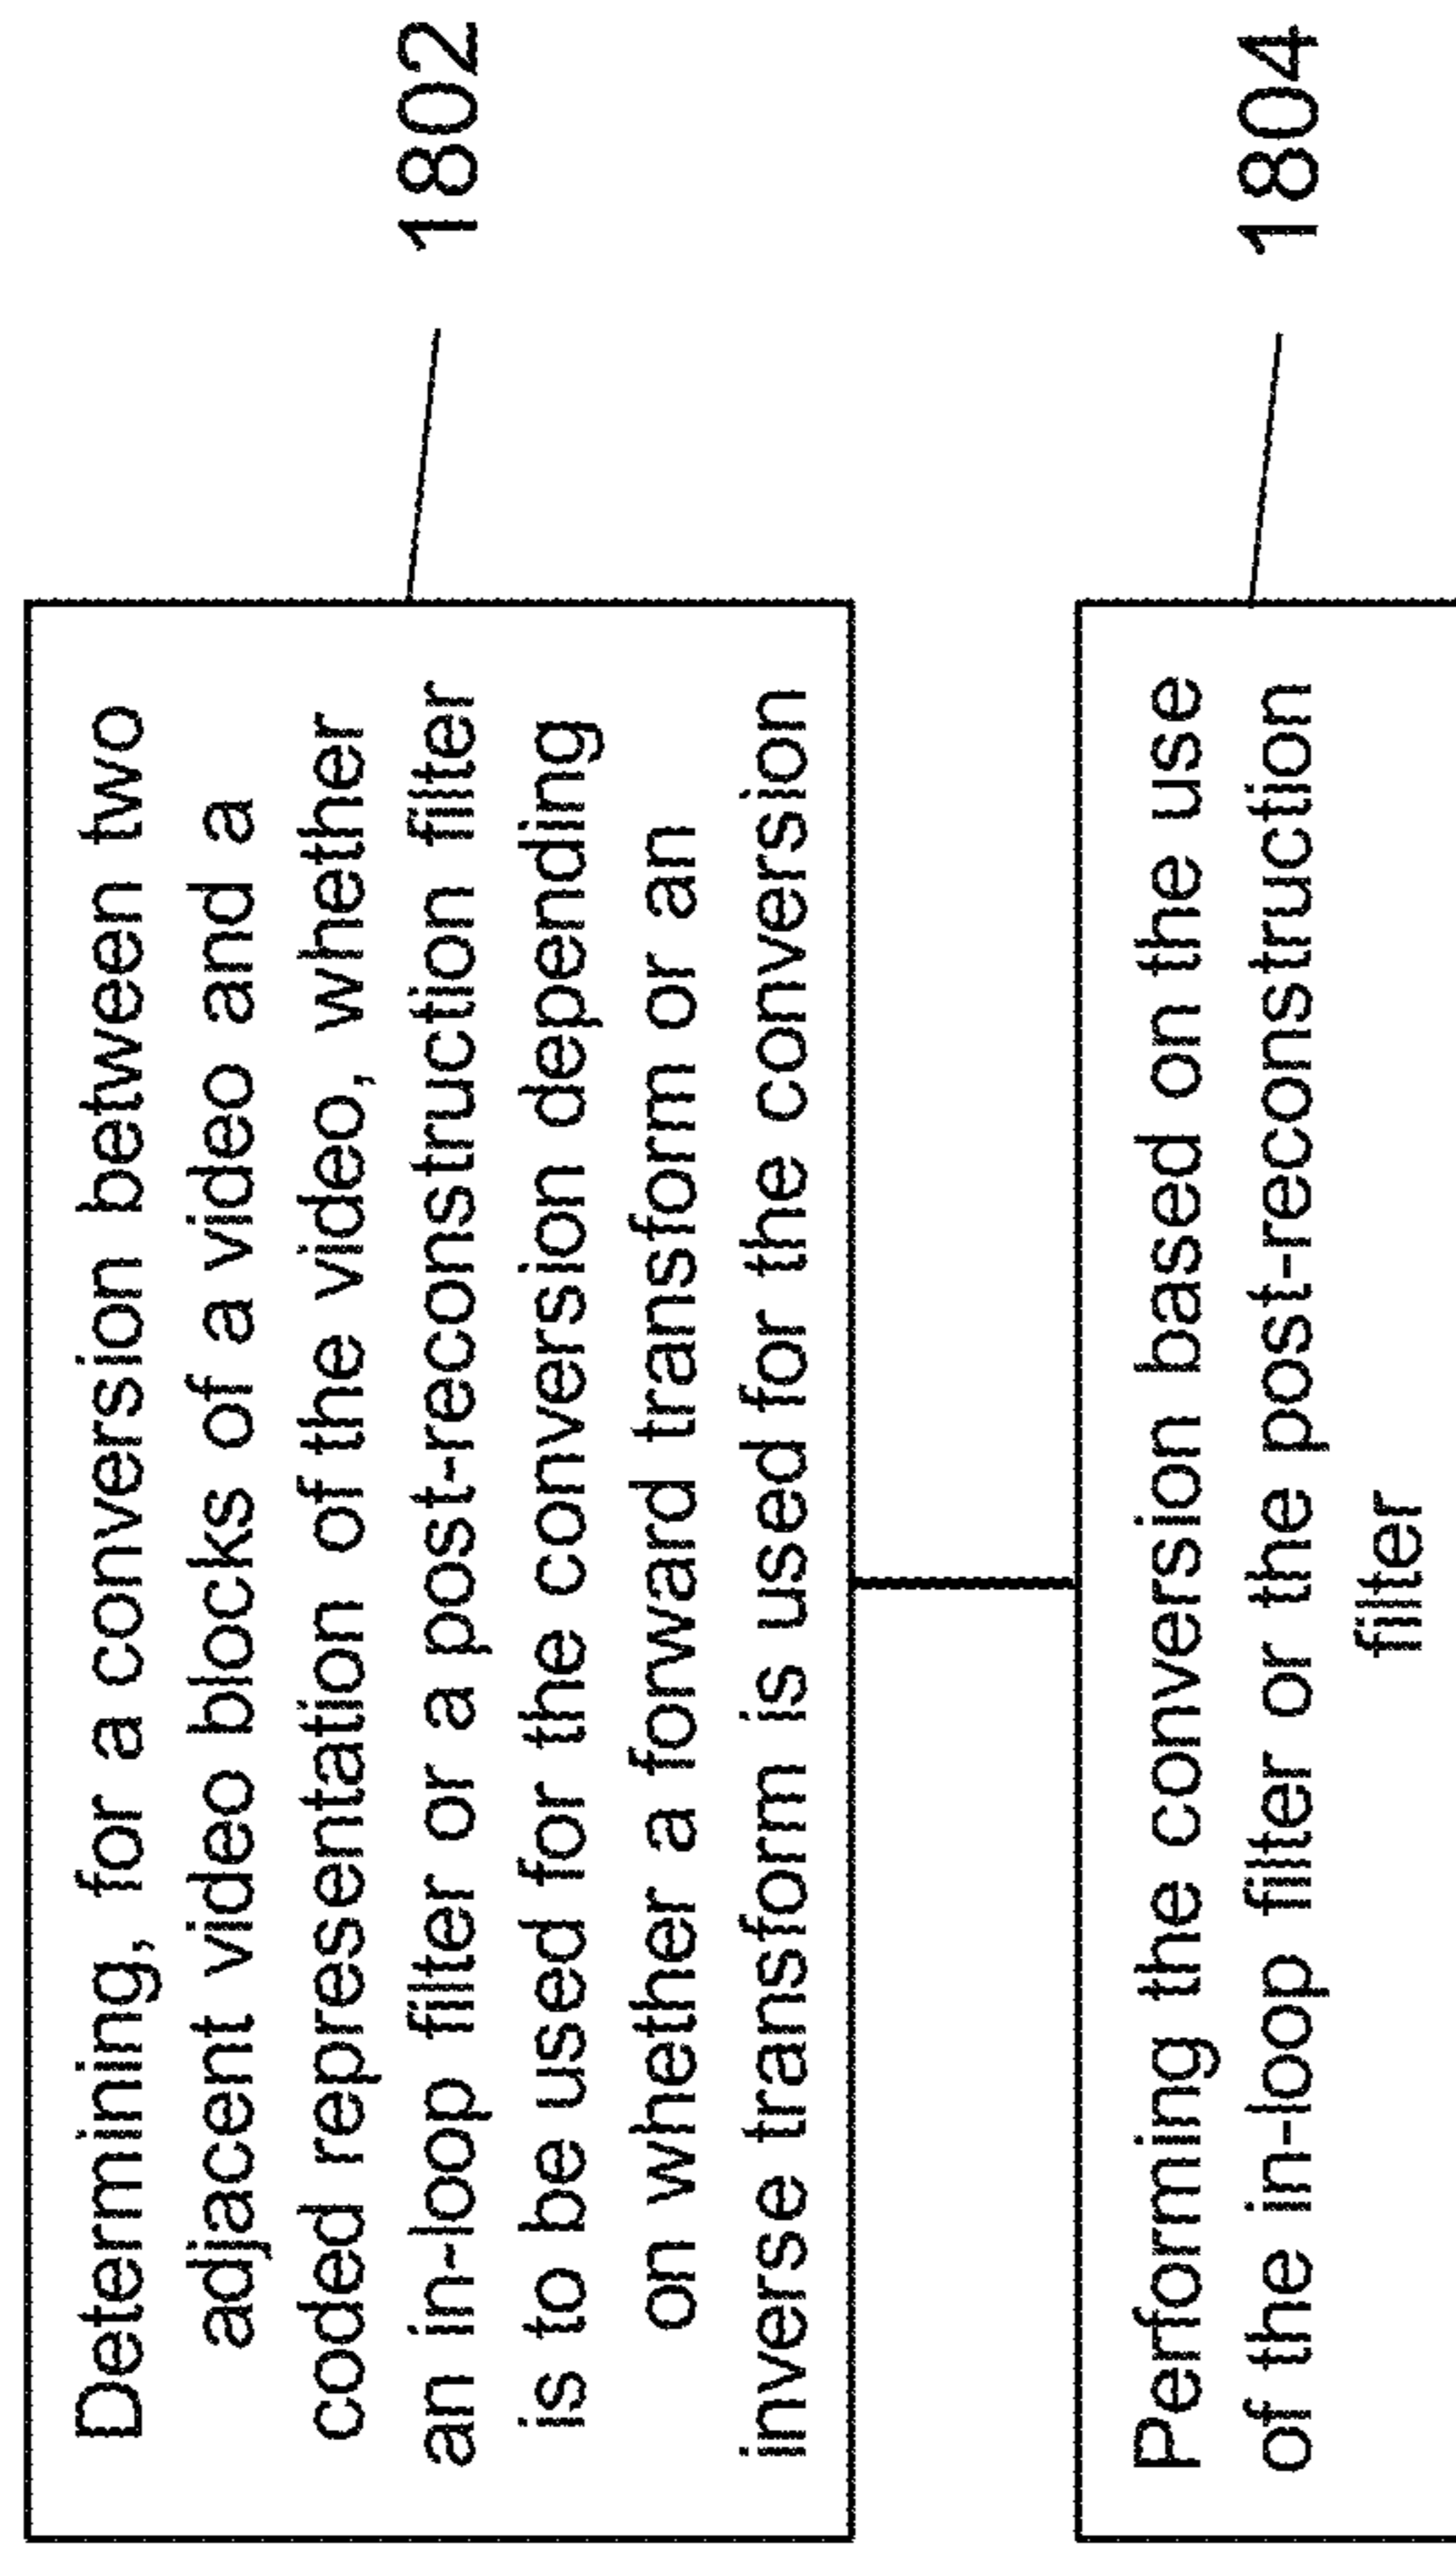 Determining, for a conversion between two
adjacent video blocks of a video and a
coded representation of the video, whether
an in-loop filter or a post-reconstruction filter
is to be used for the conversion depending
on whether a forward transform or an
inverse transform is used for the conversion
1802
Performing the conversion based on the use
of the in-loop filter or the post-reconstruction
filter
1804